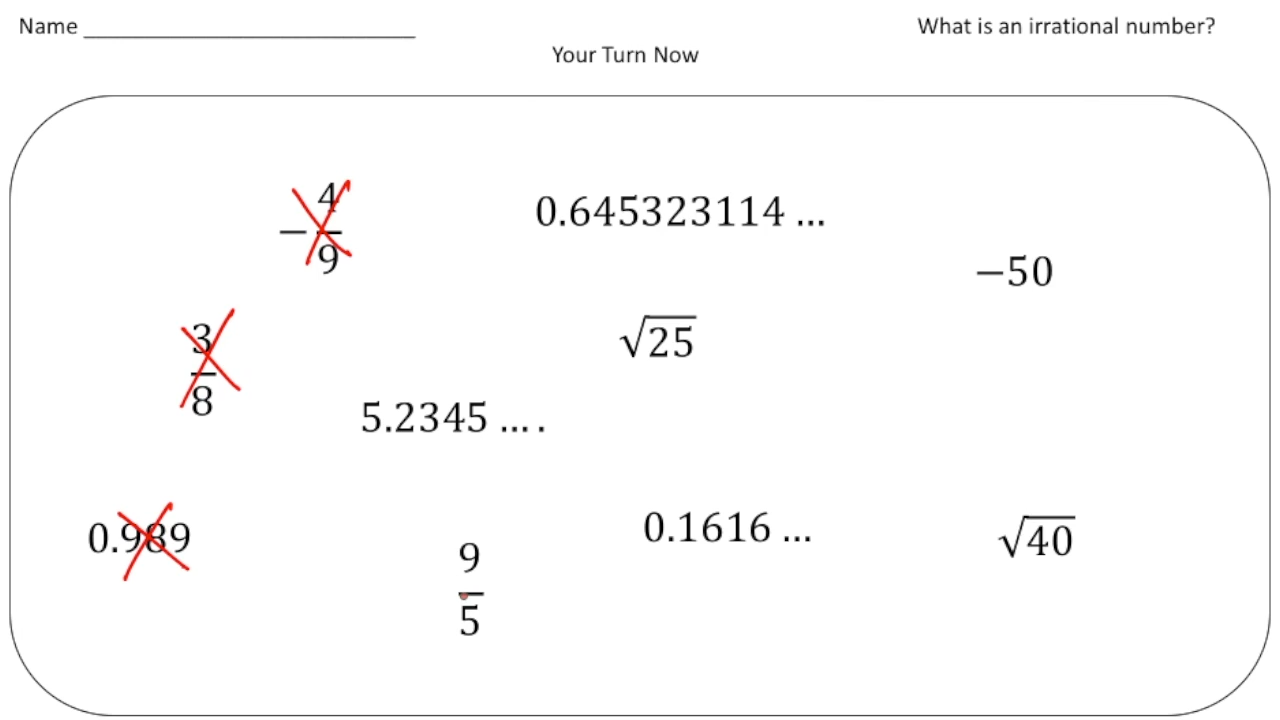 Name ____________________________
What is an irrational number?
Your Turn Now
−4/9
0.645323114 ...
−50
3/8
√25
5.2345 ... .
0.989
9/5
0.1616 ...
√40